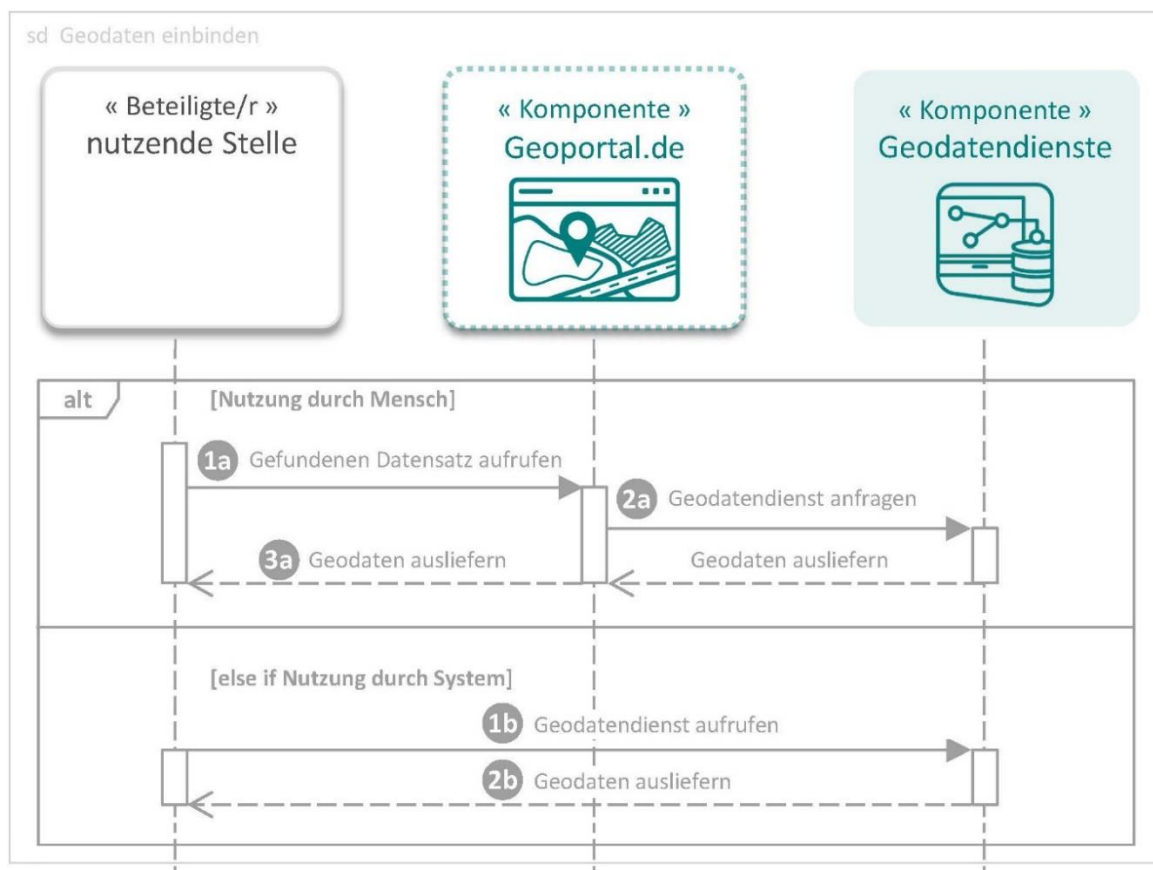 sd Geodaten einbinden
« Beteiligte/r »
nutzende Stelle
« Komponente »
Geoportal.de
« Komponente »
Geodatendienste
alt
[Nutzung durch Mensch]
1a Gefundenen Datensatz aufrufen
2a Geodatendienst anfragen
3a Geodaten ausliefern
Geodaten ausliefern
[else if Nutzung durch System]
1b Geodatendienst aufrufen
2b Geodaten ausliefern